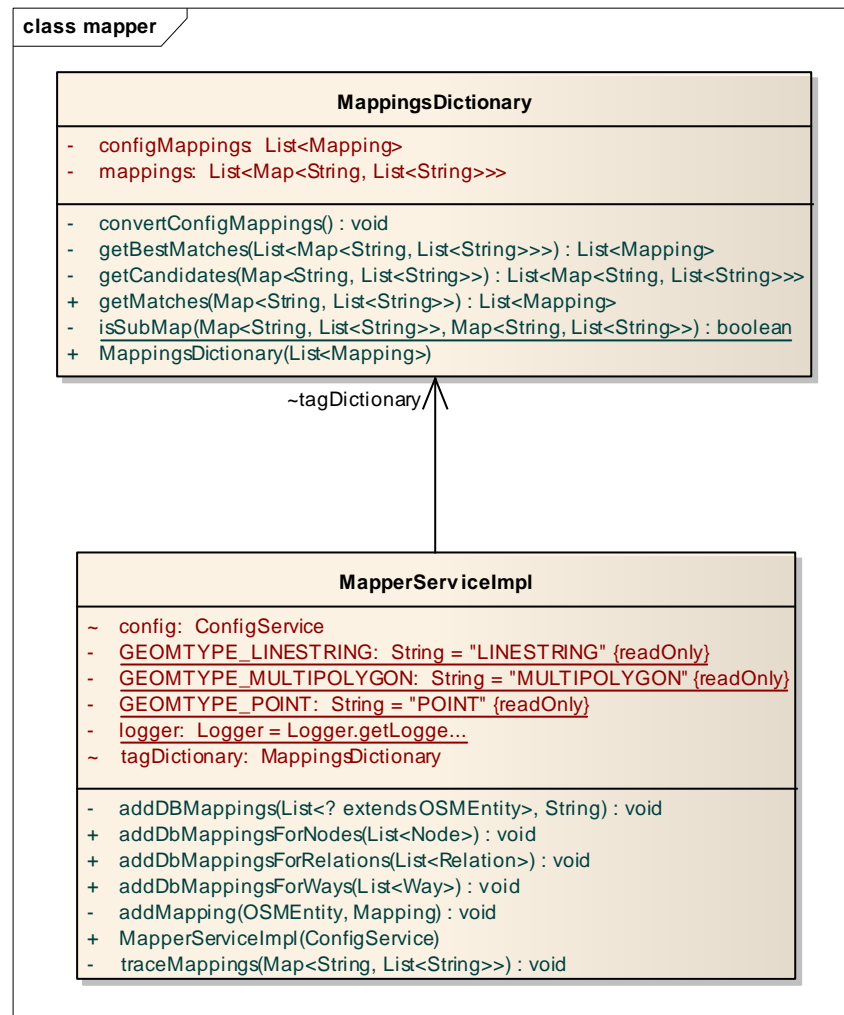 class mapper
MappingsDictionary
- configMappings: List<Mapping>
- mappings: List<Map<String, List<String>>>
- convertConfigMappings() : void
- getBestMatches(List<Map<String, List<String>>>) : List<Mapping>
- getCandidates(Map<String, List<String>>) : List<Map<String, List<String>>>
+ getMatches(Map<String, List<String>>) : List<Mapping>
- isSubMap(Map<String, List<String>>, Map<String, List<String>>) : boolean
+ MappingsDictionary(List<Mapping>)
~tagDictionary
MapperServiceImpl
~ config: ConfigService
- GEOMTYPE_LINESTRING: String = "LINESTRING" {readOnly}
- GEOMTYPE_MULTIPOLYGON: String = "MULTIPOLYGON" {readOnly}
- GEOMTYPE_POINT: String = "POINT" {readOnly}
- logger: Logger = Logger.getLogge...
~ tagDictionary: MappingsDictionary
- addDBMappings(List<? extends OSMEntity>, String) : void
+ addDbMappingsForNodes(List<Node>) : void
+ addDbMappingsForRelations(List<Relation>) : void
+ addDbMappingsForWays(List<Way>) : void
- addMapping(OSMEntity, Mapping) : void
+ MapperServiceImpl(ConfigService)
- traceMappings(Map<String, List<String>>) : void